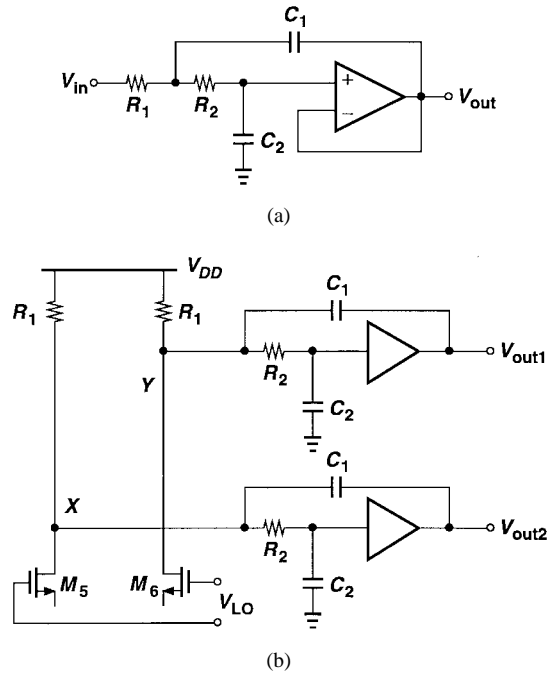 C1
Vin
R1
R2
+
−
Vout
C2
(a)
VDD
R1
R1
C1
Y
R2
Vout1
C2
X
C1
R2
Vout2
M5
M6
VLO
C2
(b)